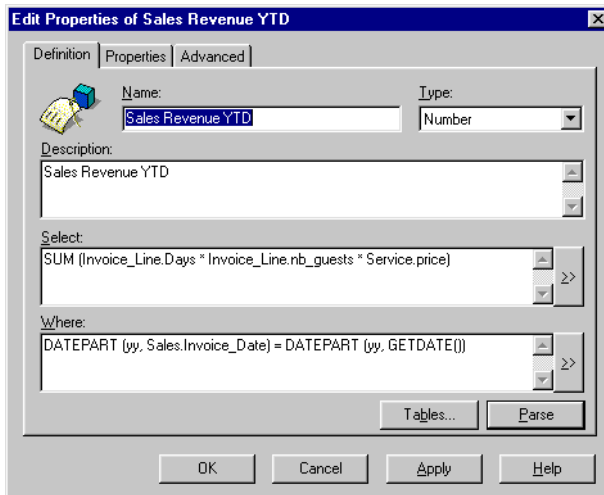 Edit Properties of Sales Revenue YTD
Definition Properties Advanced
Name: Type:
Sales Revenue YTD Number
Description:
Sales Revenue YTD
Select:
SUM (Invoice_Line.Days * Invoice_Line.nb_guests * Service.price)
>>
Where:
DATEPART (yy, Sales.Invoice_Date) = DATEPART (yy, GETDATE())
>>
Tables... Parse
OK Cancel Apply Help